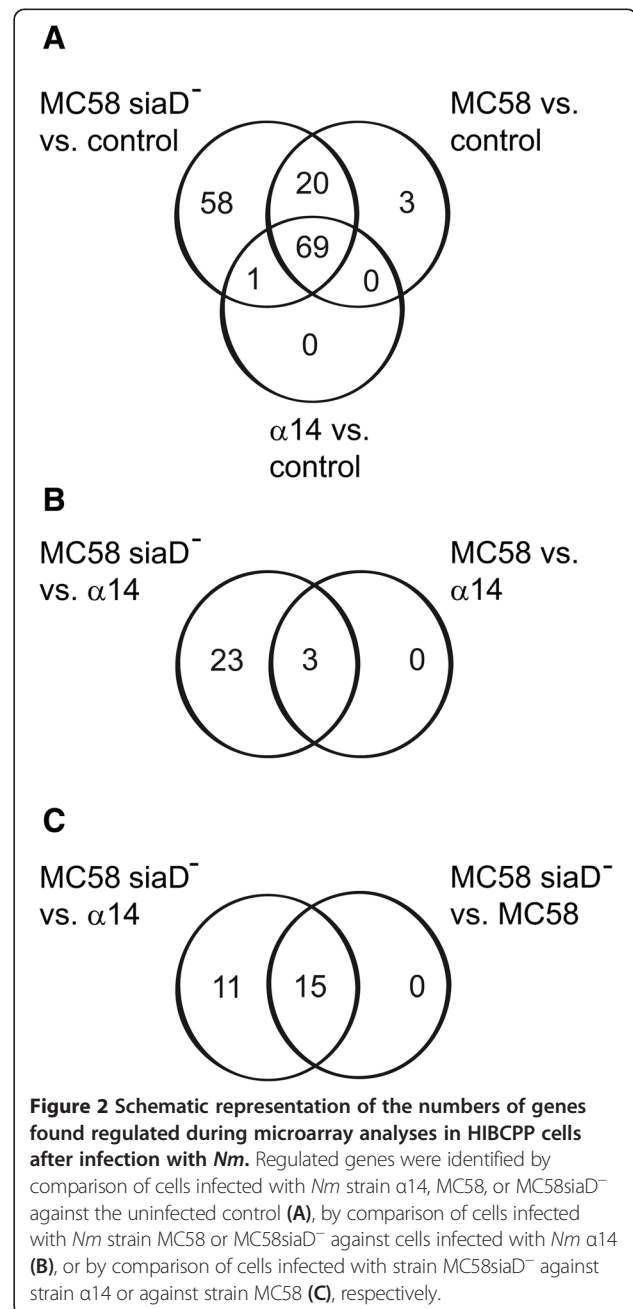 A
MC58 siaD⁻
vs. control
MC58 vs.
control
58
20
3
69
1
0
0
α14 vs.
control
B
MC58 siaD⁻
vs. α14
MC58 vs.
α14
23
3
0
C
MC58 siaD⁻
vs. α14
MC58 siaD⁻
vs. MC58
11
15
0
Figure 2 Schematic representation of the numbers of genes
found regulated during microarray analyses in HIBCPP cells
after infection with Nm. Regulated genes were identified by
comparison of cells infected with Nm strain α14, MC58, or MC58siaD⁻
against the uninfected control (A), by comparison of cells infected
with Nm strain MC58 or MC58siaD⁻ against cells infected with Nm α14
(B), or by comparison of cells infected with strain MC58siaD⁻ against
strain α14 or against strain MC58 (C), respectively.